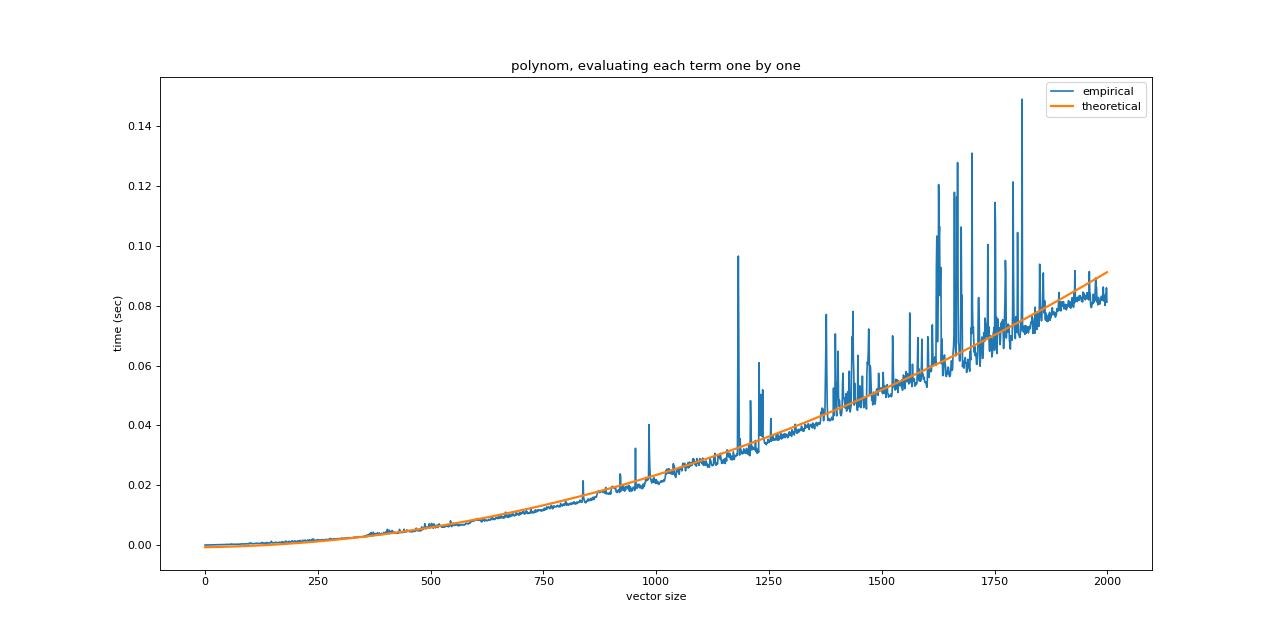 polynom, evaluating each term one by one
empirical
theoretical
0.14
0.12
0.10
0.08
0.06
0.04
0.02
0.00
time (sec)
0 250 500 750 1000 1250 1500 1750 2000
vector size